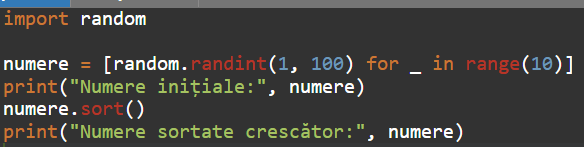 import random
numere = [random.randint(1, 100) for _ in range(10)]
print("Numere inițiale:", numere)
numere.sort()
print("Numere sortate crescător:", numere)